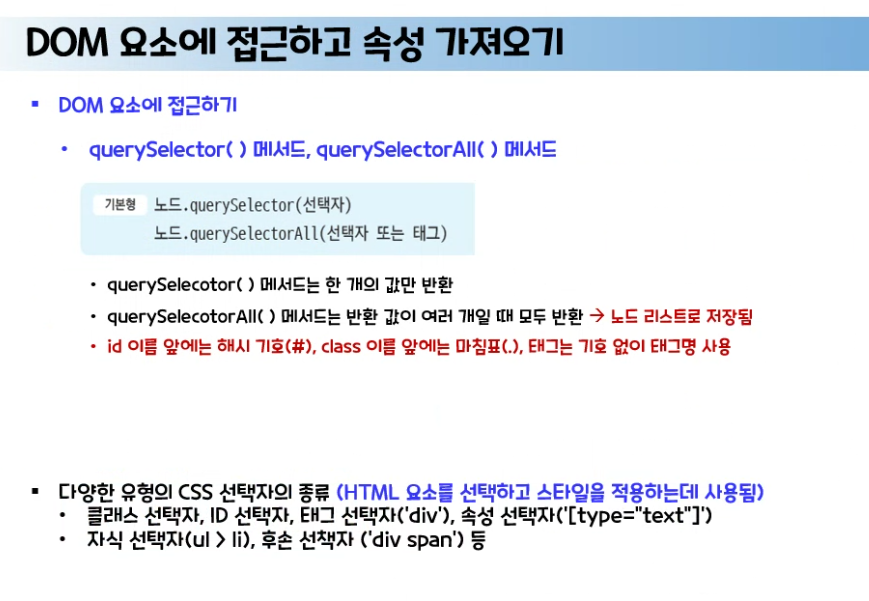 DOM 요소에 접근하고 속성 가져오기
▪ DOM 요소에 접근하기
• querySelector( ) 메서드, querySelectorAll( ) 메서드
기본형 노드.querySelector(선택자)
노드.querySelectorAll(선택자 또는 태그)
• querySelecotor( ) 메서드는 한 개의 값만 반환
• querySelecotorAll( ) 메서드는 반환 값이 여러 개일 때 모두 반환 → 노드 리스트로 저장됨
• id 이름 앞에는 해시 기호(#), class 이름 앞에는 마침표(.), 태그는 기호 없이 태그명 사용
▪ 다양한 유형의 CSS 선택자의 종류 (HTML 요소를 선택하고 스타일을 적용하는데 사용됨)
• 클래스 선택자, ID 선택자, 태그 선택자('div'), 속성 선택자('[type="text"]')
• 자식 선택자(ul > li), 후손 선책자 ('div span') 등